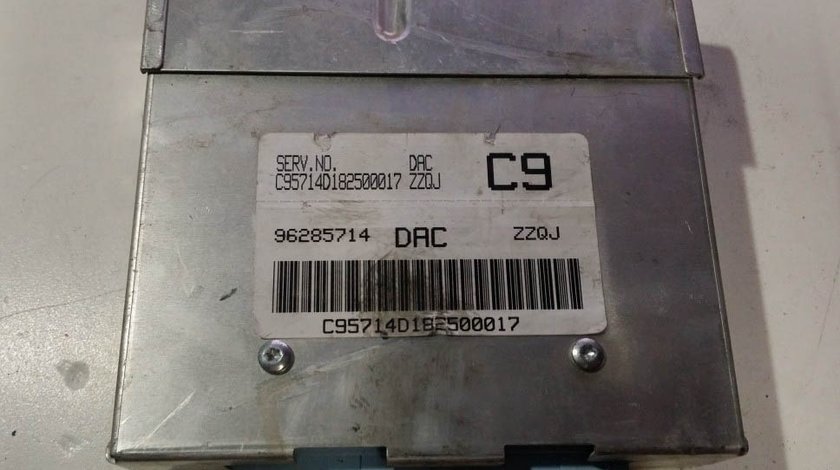 SERV.NO. DAC
C95714D182500017 ZZQJ
C9
96285714 DAC ZZQJ
C95714D182500017